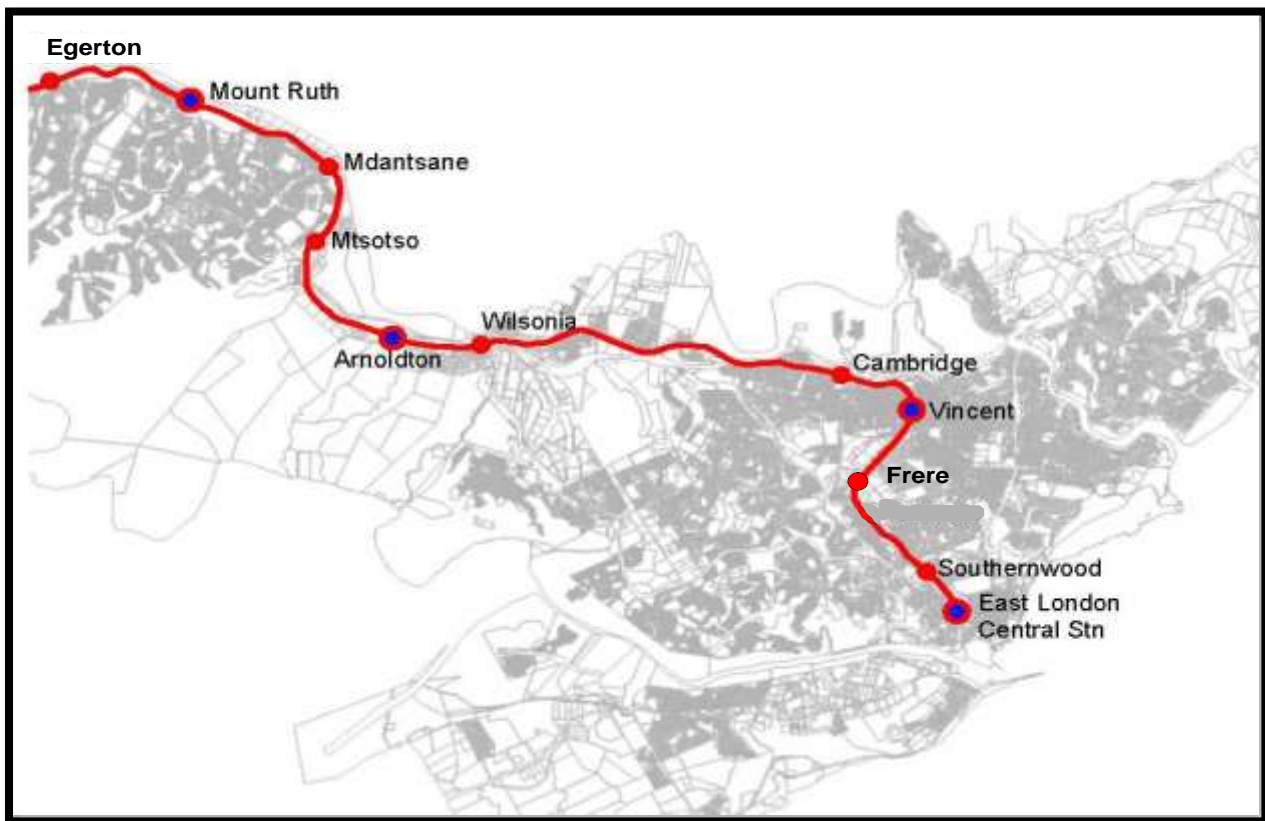 Egerton
Mount Ruth
Mdantsane
Mtsotso
Wilsonia
Arnoldton
Cambridge
Vincent
Frere
Southernwood
East London
Central Stn